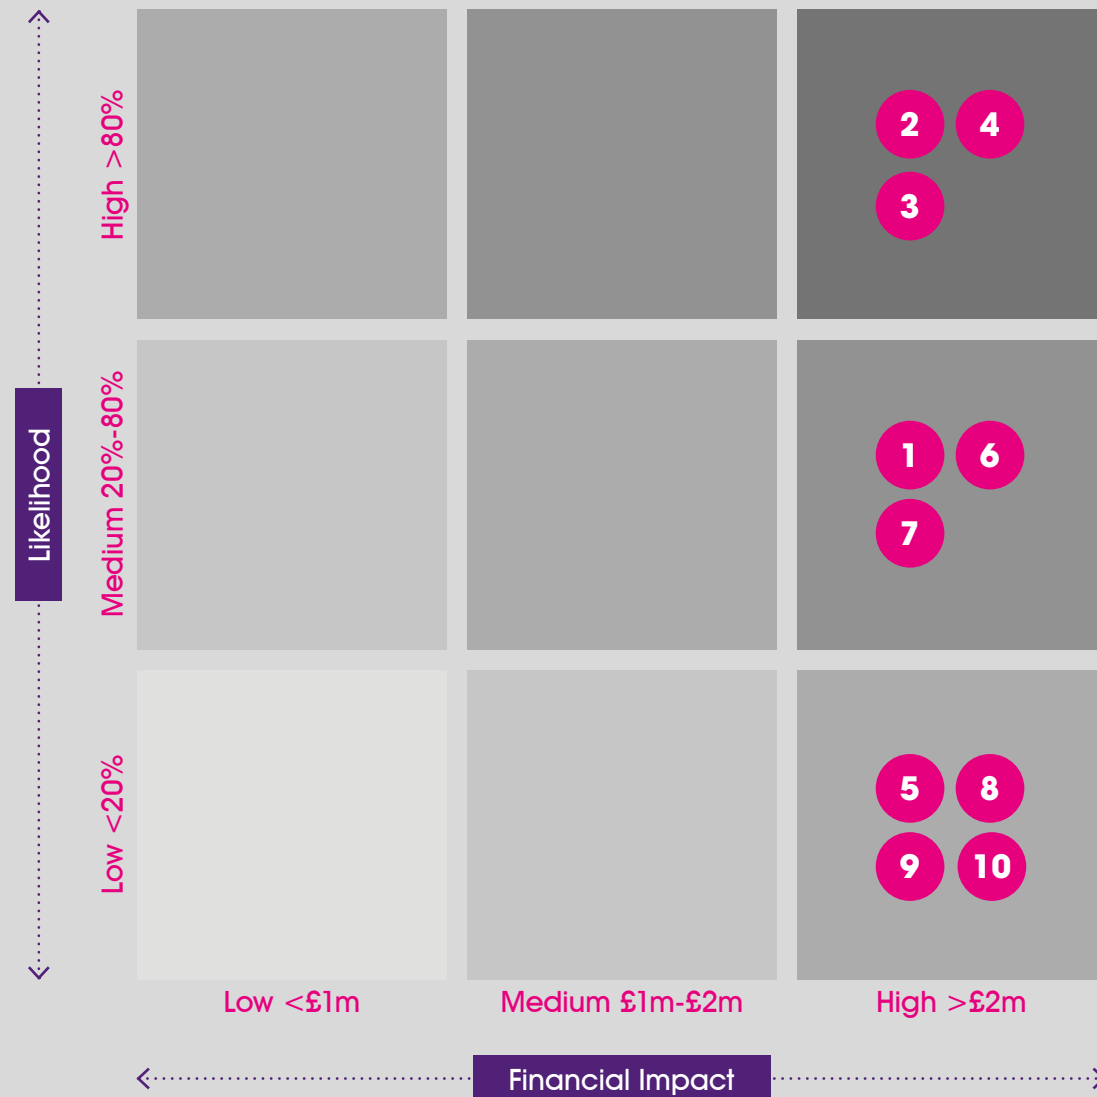 High >80%
2 4
3
Likelihood
Medium 20%-80%
1 6
7
Low <20%
5 8
9 10
Low <£1m
Medium £1m-£2m
High >£2m
Financial Impact